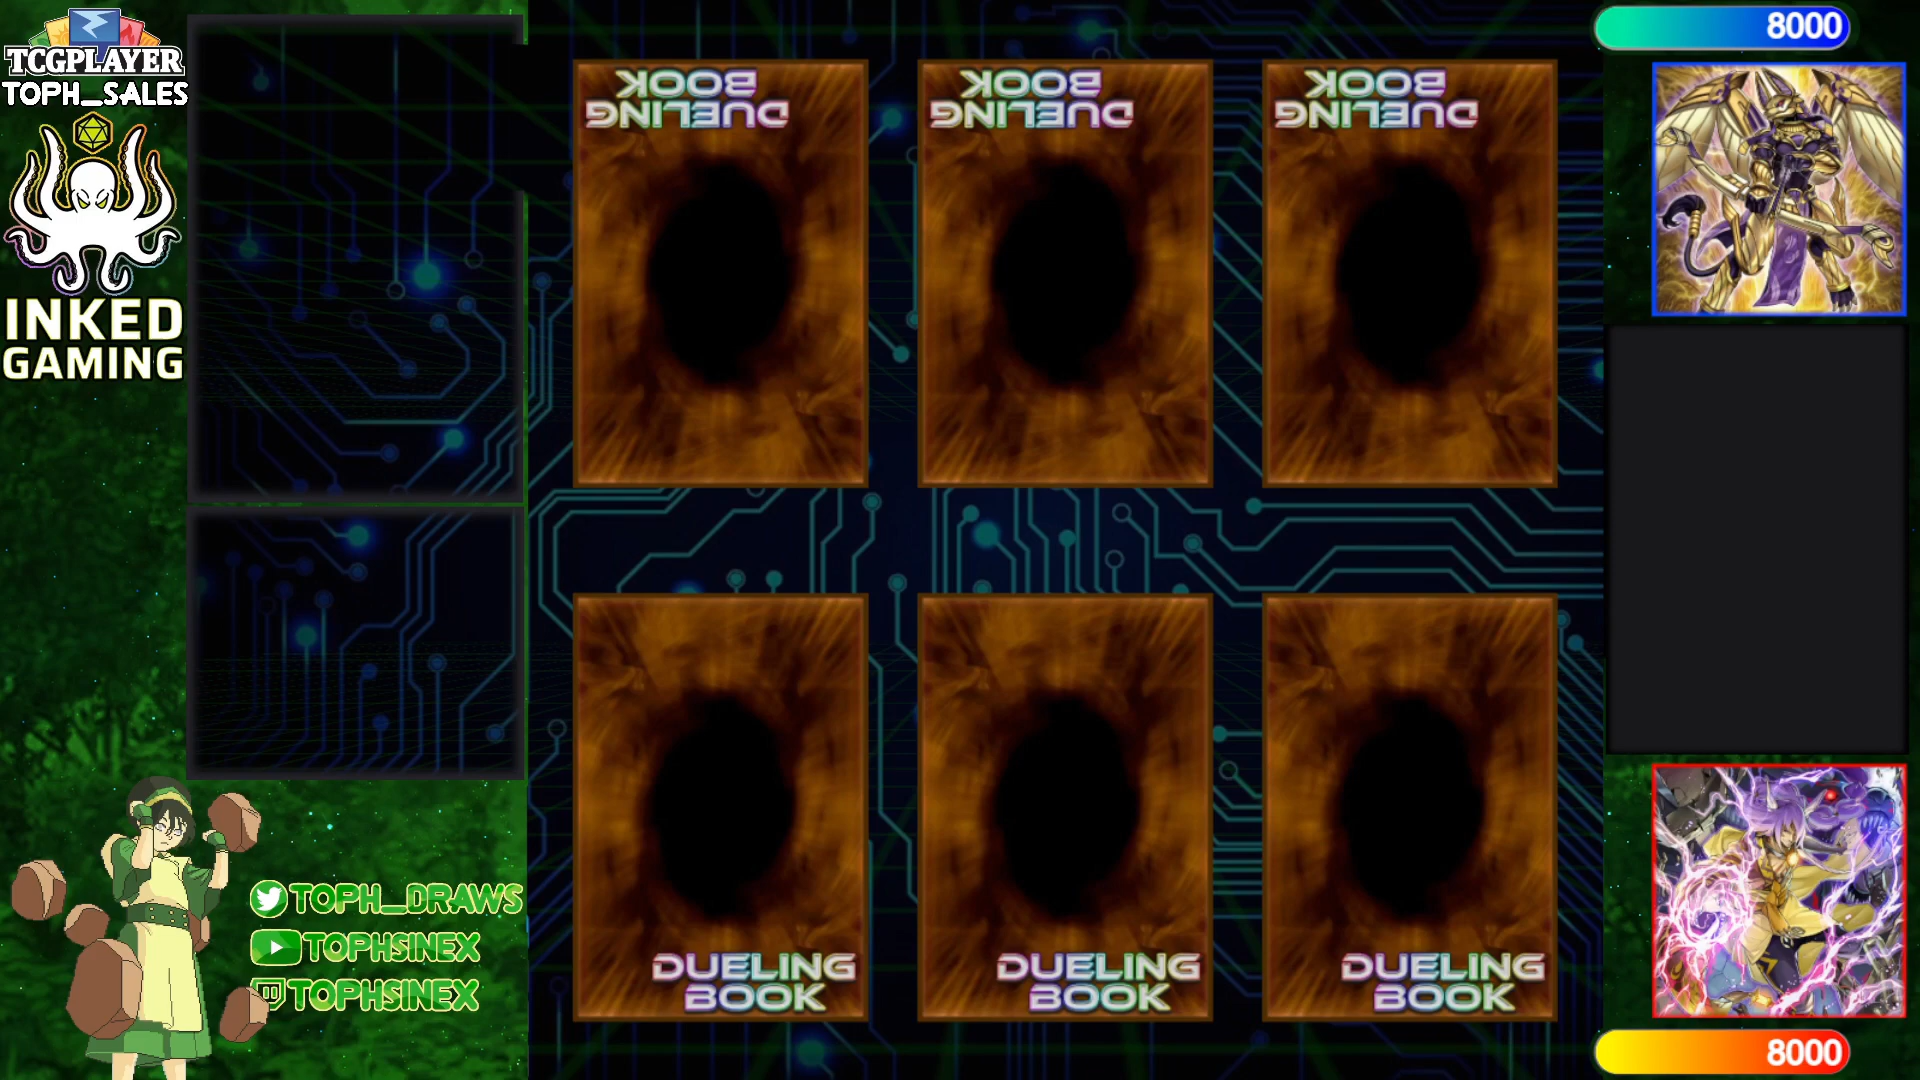 TCGPLAYER
TOPH_SALES
INKED
GAMING
DUELING
BOOK
DUELING
BOOK
DUELING
BOOK
8000
DUELING
BOOK
DUELING
BOOK
DUELING
BOOK
TOPH_DRAWS
TOPHSINEX
TOPHSINEX
8000